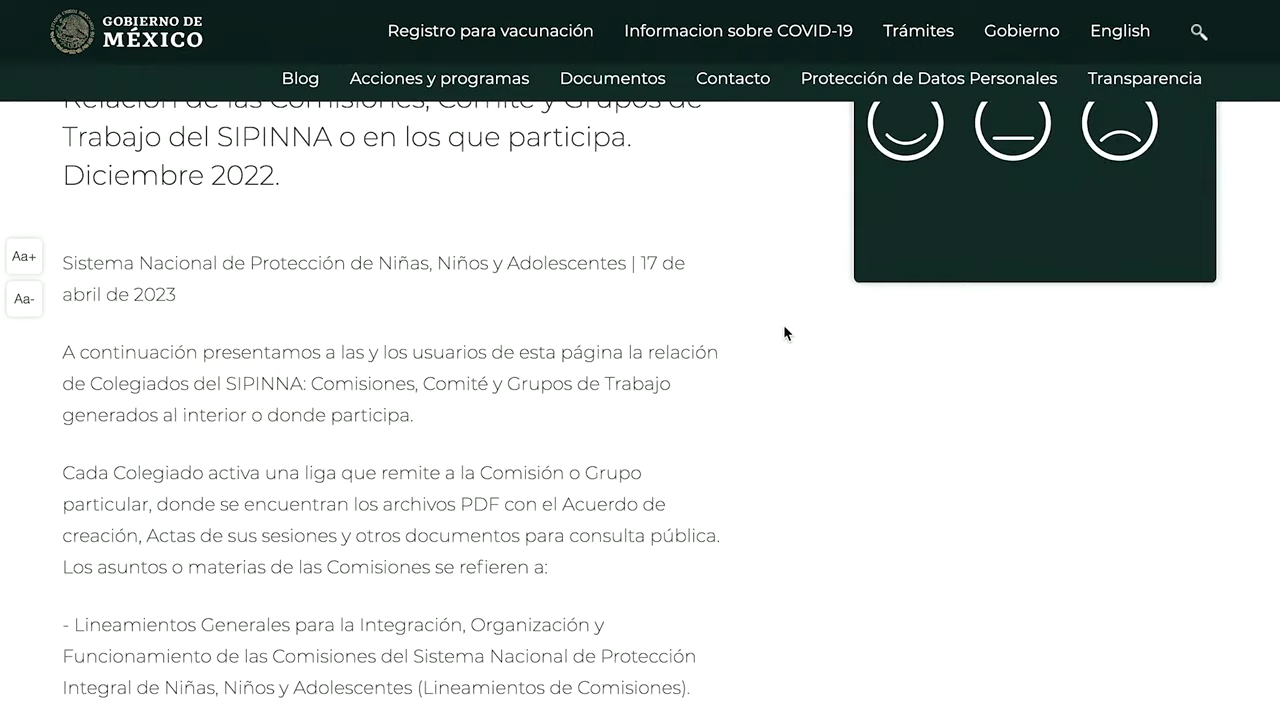 GOBIERNO DE
MÉXICO
Registro para vacunación
Informacion sobre COVID-19
Trámites
Gobierno
English
Blog
Acciones y programas
Documentos
Contacto
Protección de Datos Personales
Transparencia
Relación de las Comisiones, Comité y Grupos de
Trabajo del SIPINNA o en los que participa.
Diciembre 2022.
Aa+
Aa-
Sistema Nacional de Protección de Niñas, Niños y Adolescentes | 17 de
abril de 2023
A continuación presentamos a las y los usuarios de esta página la relación
de Colegiados del SIPINNA: Comisiones, Comité y Grupos de Trabajo
generados al interior o donde participa.
Cada Colegiado activa una liga que remite a la Comisión o Grupo
particular, donde se encuentran los archivos PDF con el Acuerdo de
creación, Actas de sus sesiones y otros documentos para consulta pública.
Los asuntos o materias de las Comisiones se refieren a:
- Lineamientos Generales para la Integración, Organización y
Funcionamiento de las Comisiones del Sistema Nacional de Protección
Integral de Niñas, Niños y Adolescentes (Lineamientos de Comisiones).